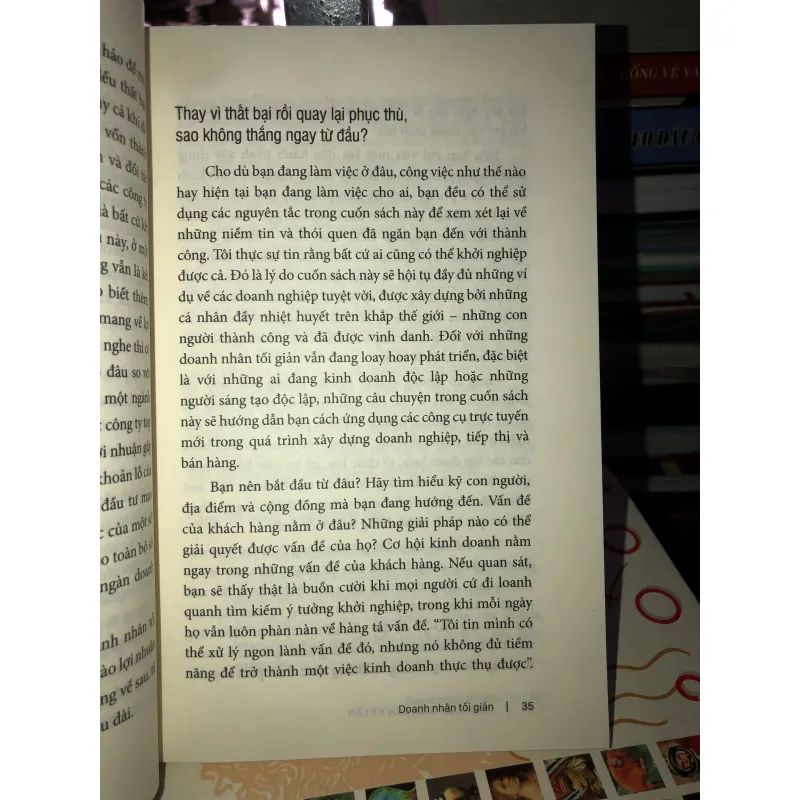 Thay vì thất bại rồi quay lại phục thù,
sao không thắng ngay từ đầu?
Cho dù bạn đang làm việc ở đâu, công việc như thế nào
hay hiện tại bạn đang làm việc cho ai, bạn đều có thể sử
dụng các nguyên tắc trong cuốn sách này để xem xét lại về
những niềm tin và thói quen đã ngăn bạn đến với thành
công. Tôi thực sự tin rằng bất cứ ai cũng có thể khởi nghiệp
được cả. Đó là lý do cuốn sách này sẽ hội tụ đầy đủ những ví
dụ về các doanh nghiệp tuyệt vời, được xây dựng bởi những
cá nhân đầy nhiệt huyết trên khắp thế giới – những con
người thành công và đã được vinh danh. Đối với những
doanh nhân tối giản vẫn đang loay hoay phát triển, đặc biệt
là với những ai đang kinh doanh độc lập hoặc những
người sáng tạo độc lập, những câu chuyện trong cuốn sách
này sẽ hướng dẫn bạn cách ứng dụng các công cụ trực tuyến
mới trong quá trình xây dựng doanh nghiệp, tiếp thị và
bán hàng.
Bạn nên bắt đầu từ đâu? Hãy tìm hiểu kỹ con người,
địa điểm và cộng đồng mà bạn đang hướng đến. Vấn đề
của khách hàng nằm ở đâu? Những giải pháp nào có thể
giải quyết được vấn đề của họ? Cơ hội kinh doanh nằm
ngay trong những vấn đề của khách hàng. Nếu quan sát,
bạn sẽ thấy thật là buồn cười khi mọi người cứ đi loanh
quanh tìm kiếm ý tưởng khởi nghiệp, trong khi mỗi ngày
họ vẫn luôn phàn nàn về hàng tá vấn đề. “Tôi tin mình có
thể xử lý ngon lành vấn đề đó, nhưng nó không đủ tiềm
năng để trở thành một việc kinh doanh thực thụ được”.
Doanh nhân tối giản | 35